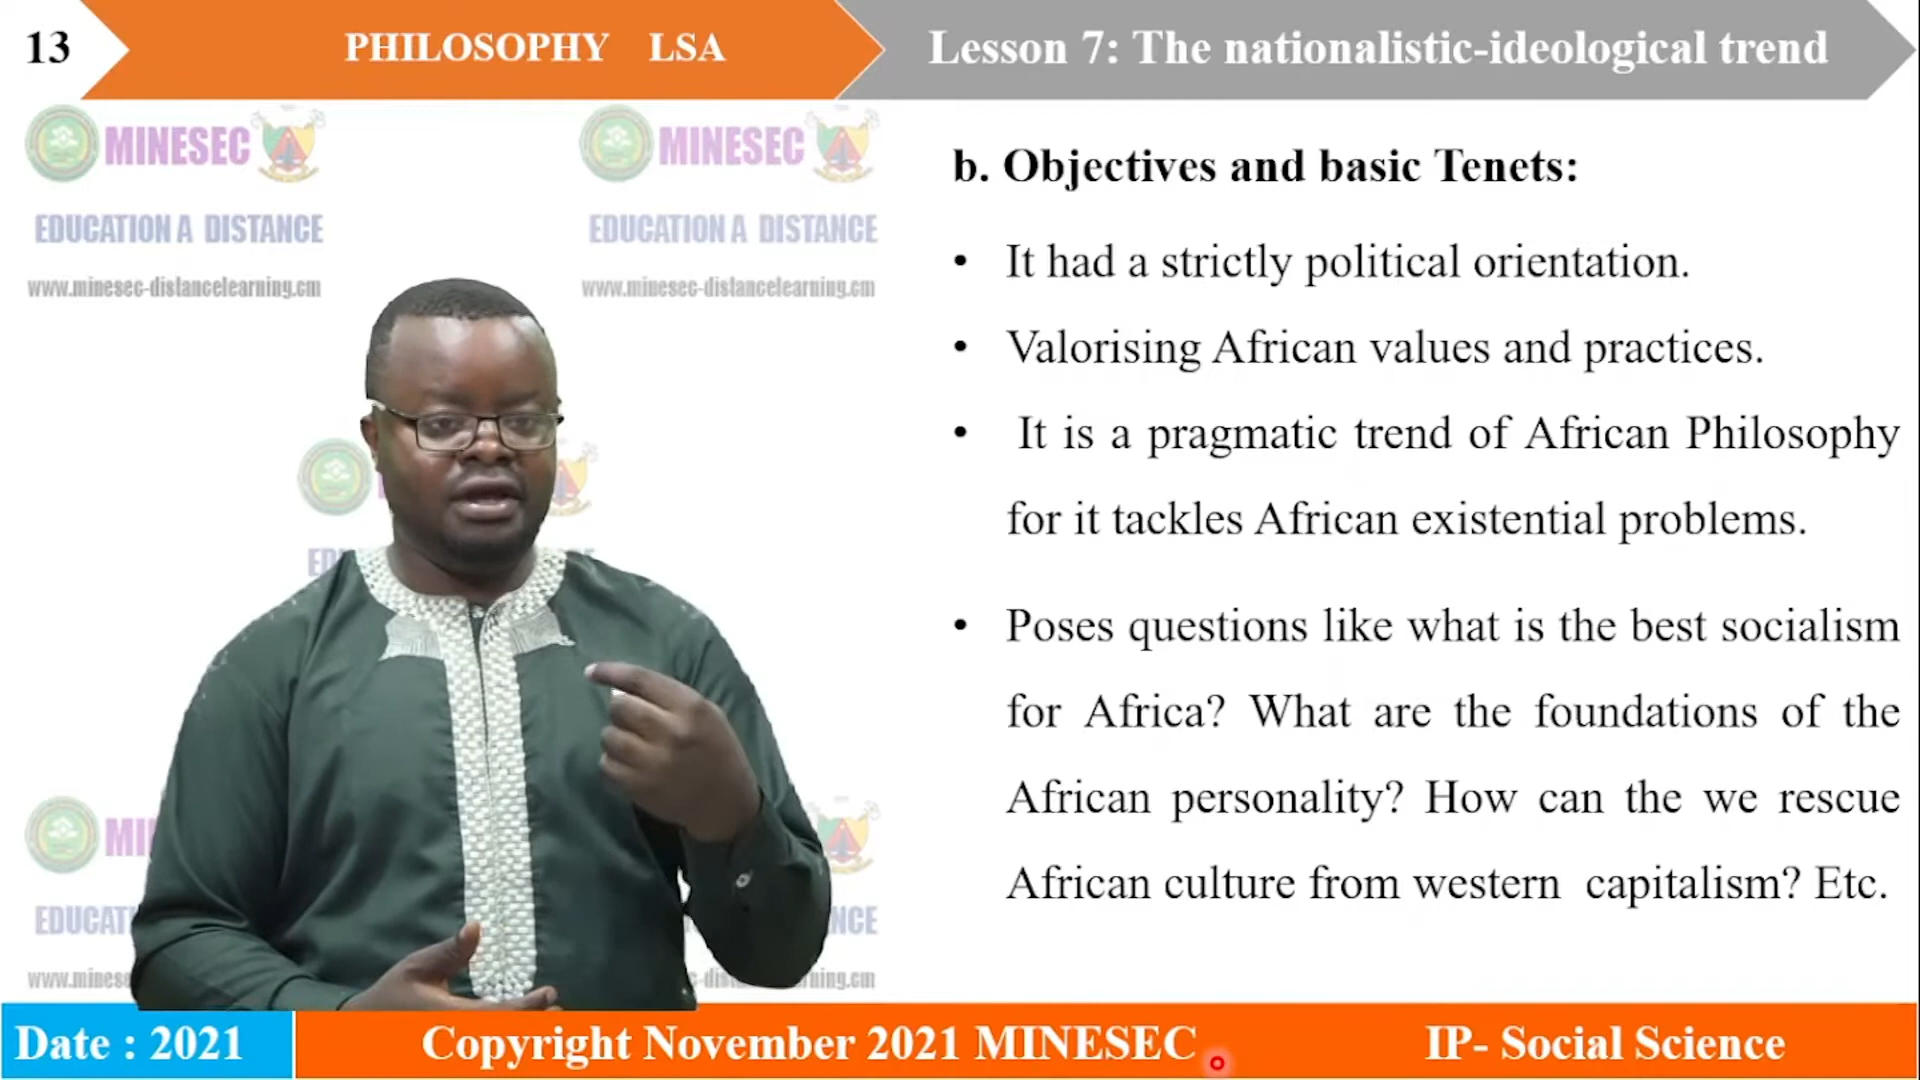 13
PHILOSOPHY LSA
Lesson 7: The nationalistic-ideological trend
MINESEC
MINESEC
EDUCATION A DISTANCE
EDUCATION A DISTANCE
www.minesec-distancelearning.cm
www.minesec-distancelearning.cm
b. Objectives and basic Tenets:
• It had a strictly political orientation.
• Valorising African values and practices.
• It is a pragmatic trend of African Philosophy
for it tackles African existential problems.
• Poses questions like what is the best socialism
for Africa? What are the foundations of the
African personality? How can the we rescue
African culture from western capitalism? Etc.
Date : 2021
Copyright November 2021 MINESEC
IP- Social Science